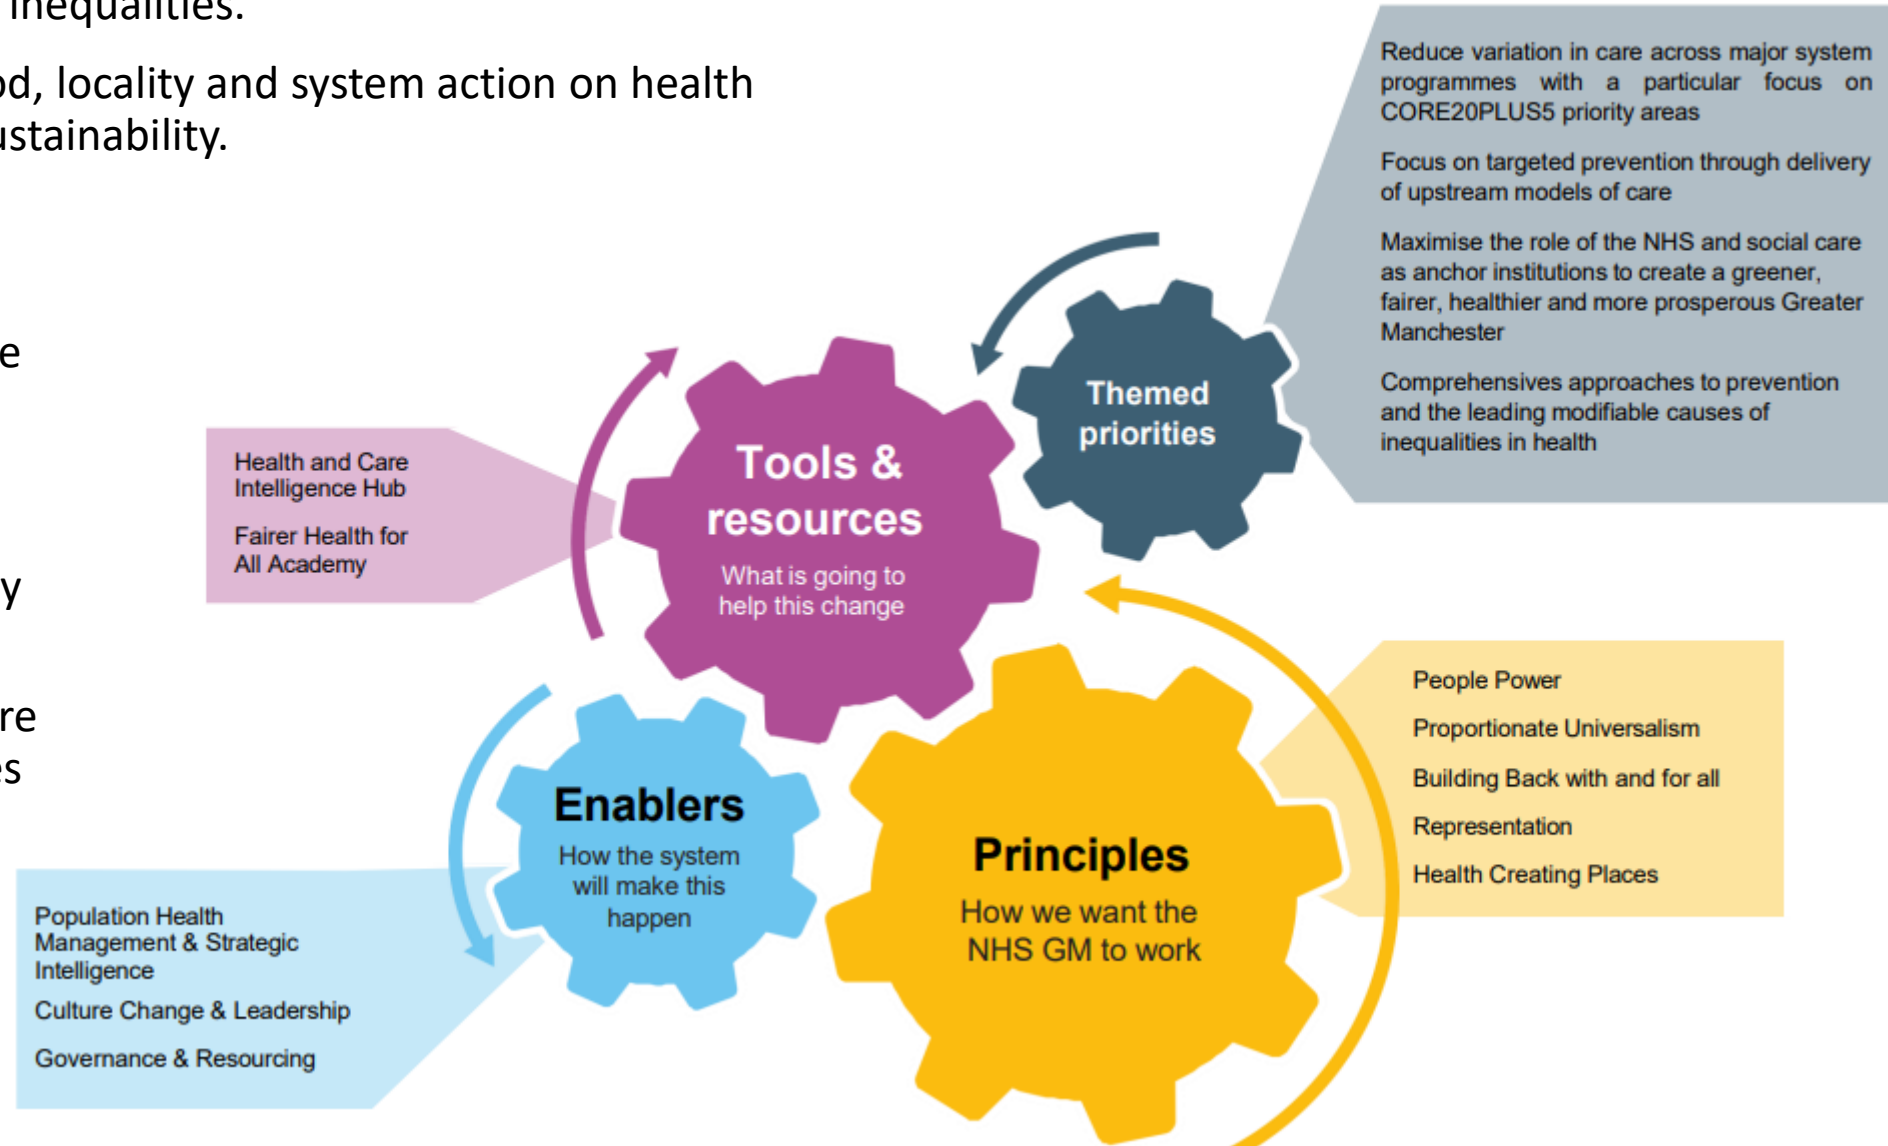 inequalities.
od, locality and system action on health
ustainability.
e
y
re
es
Reduce variation in care across major system
programmes with a particular focus on
CORE20PLUS5 priority areas
Focus on targeted prevention through delivery
of upstream models of care
Maximise the role of the NHS and social care
as anchor institutions to create a greener,
fairer, healthier and more prosperous Greater
Manchester
Comprehensives approaches to prevention
and the leading modifiable causes of
inequalities in health
Themed
priorities
Tools &
resources
What is going to
help this change
Health and Care
Intelligence Hub
Fairer Health for
All Academy
Enablers
How the system
will make this
happen
Population Health
Management & Strategic
Intelligence
Culture Change & Leadership
Governance & Resourcing
Principles
How we want the
NHS GM to work
People Power
Proportionate Universalism
Building Back with and for all
Representation
Health Creating Places